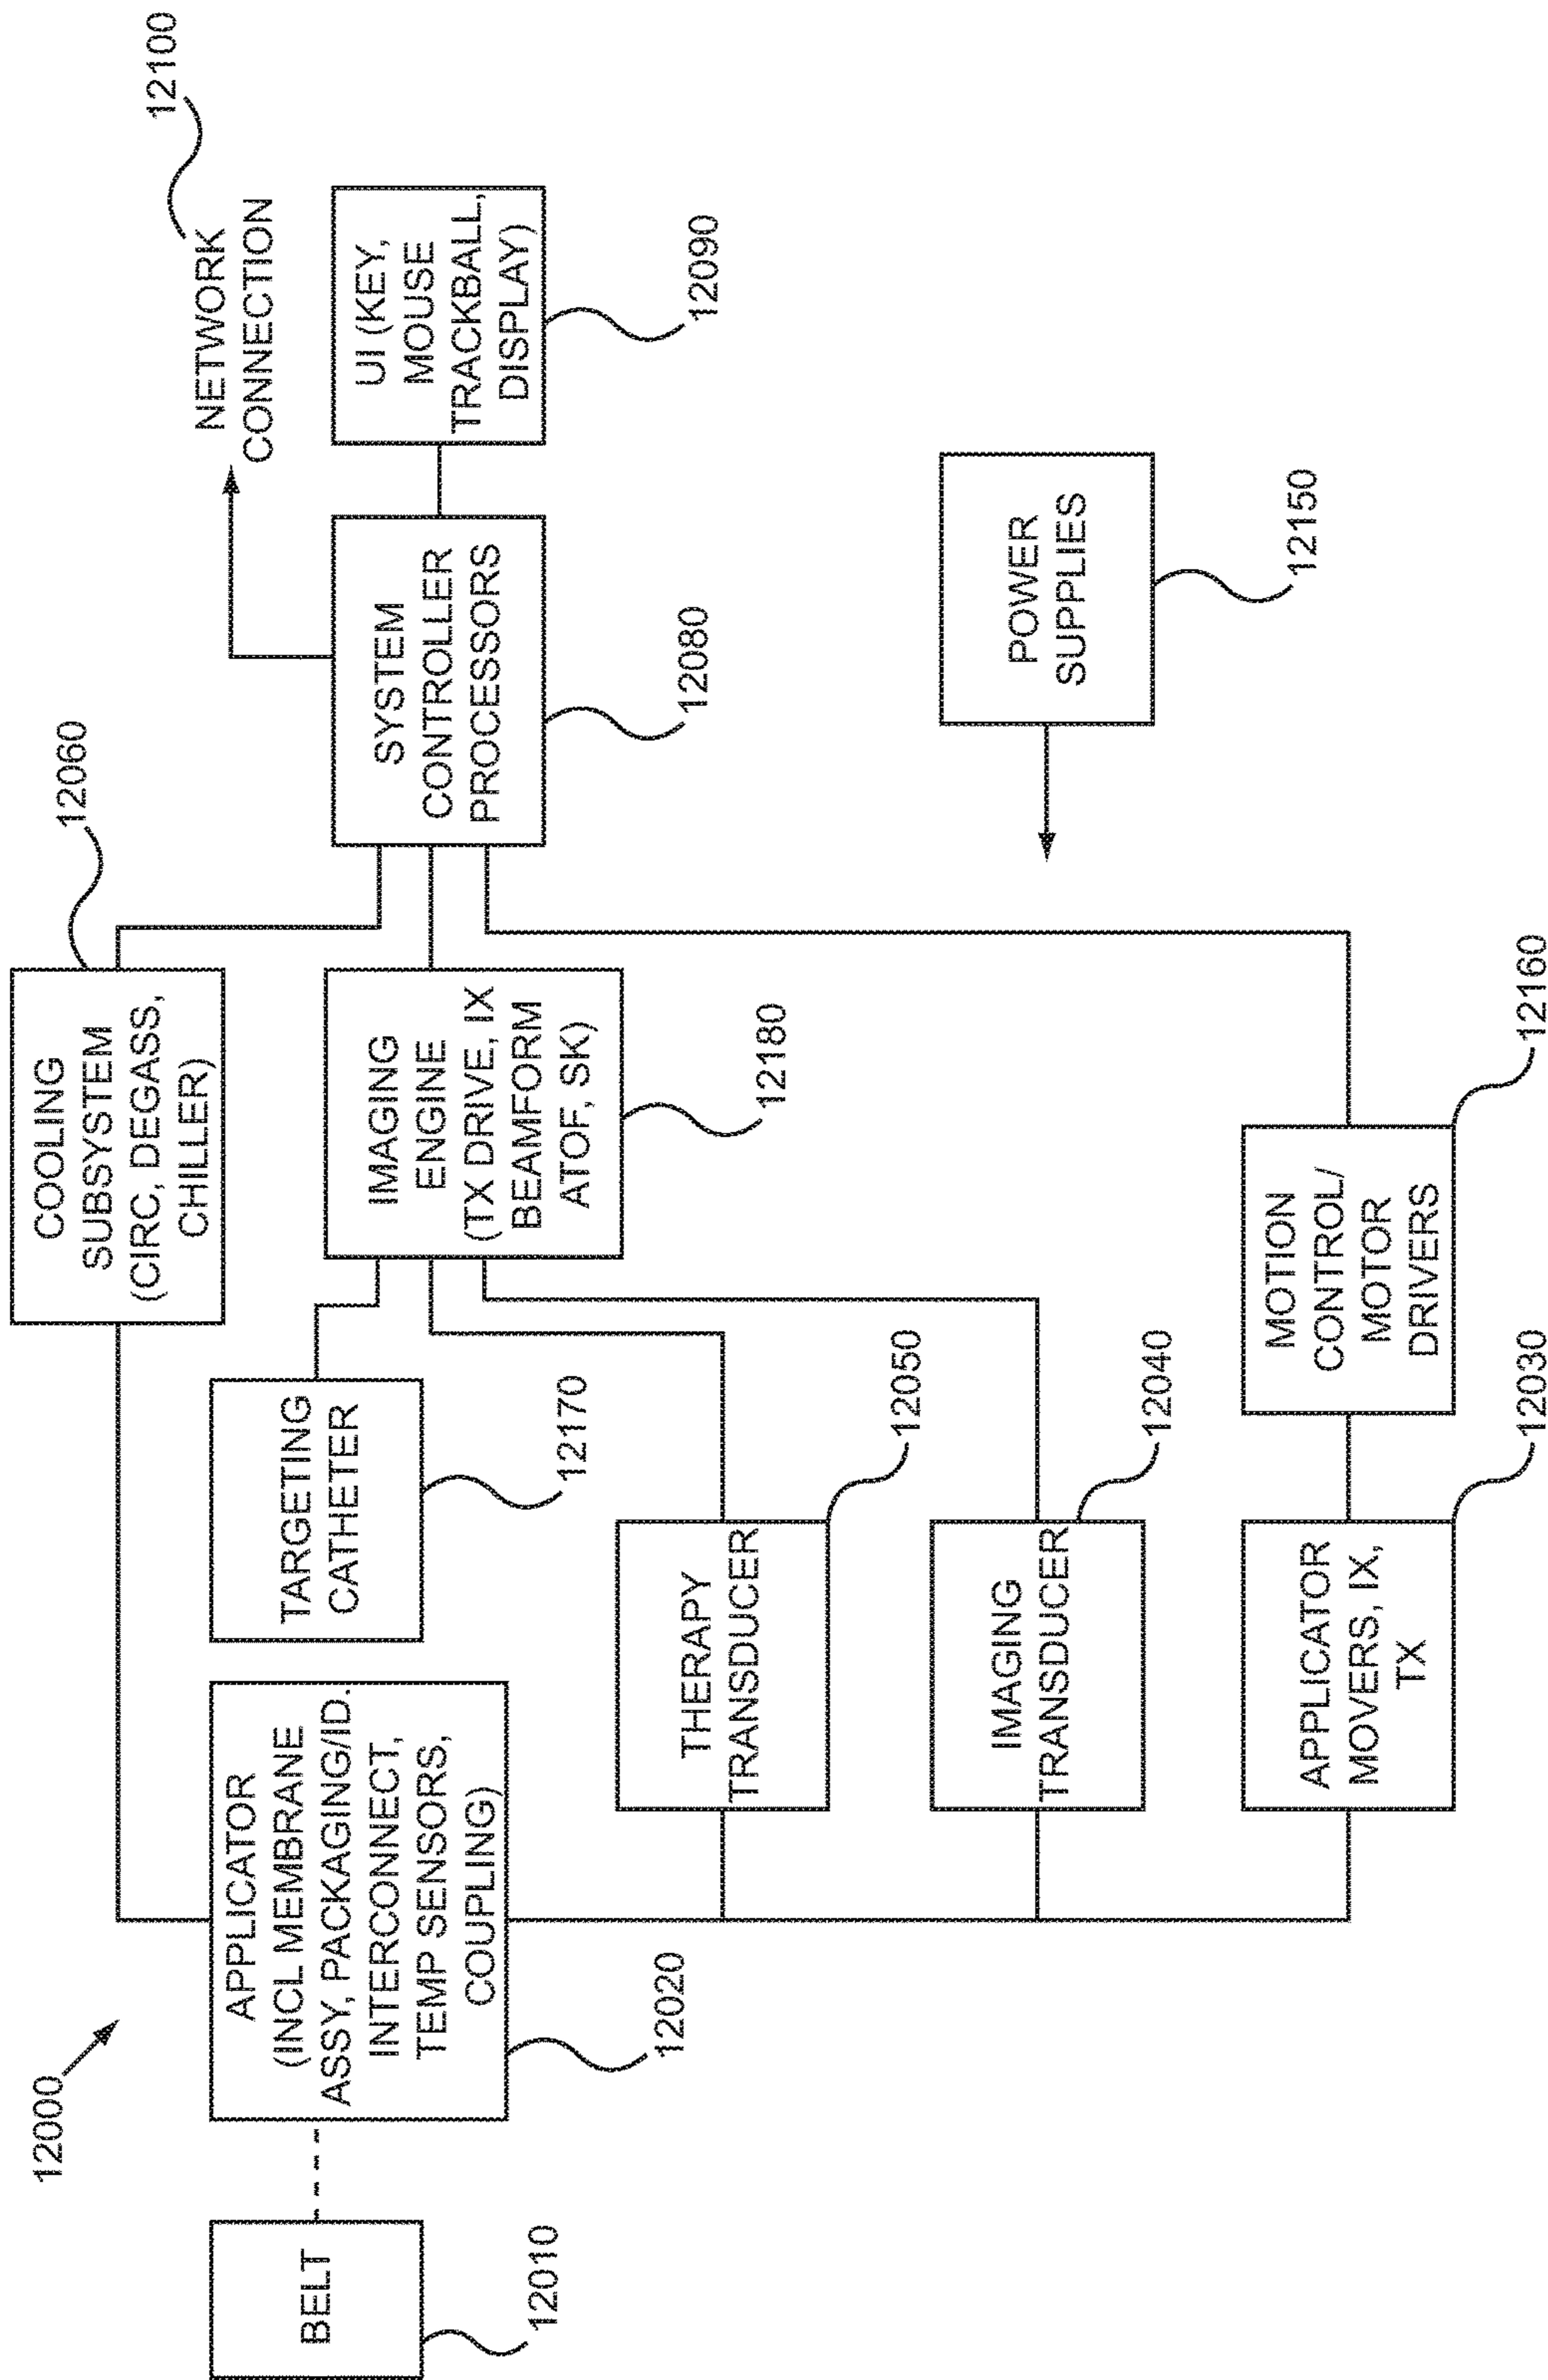 12000
BELT
12010
APPLICATOR
(INCL MEMBRANE
ASSY, PACKAGING/ID.
INTERCONNECT,
TEMP SENSORS,
COUPLING)
12020
COOLING
SUBSYSTEM
(CIRC, DEGASS,
CHILLER)
12060
TARGETING
CATHETER
12170
IMAGING
ENGINE
(TX DRIVE, IX
BEAMFORM
ATOF, SK)
12180
SYSTEM
CONTROLLER
PROCESSORS
12080
NETWORK
CONNECTION
12100
UI (KEY,
MOUSE
TRACKBALL,
DISPLAY)
12090
THERAPY
TRANSDUCER
12050
IMAGING
TRANSDUCER
12040
POWER
SUPPLIES
12150
APPLICATOR
MOVERS, IX,
TX
12030
MOTION
CONTROL/
MOTOR
DRIVERS
12160